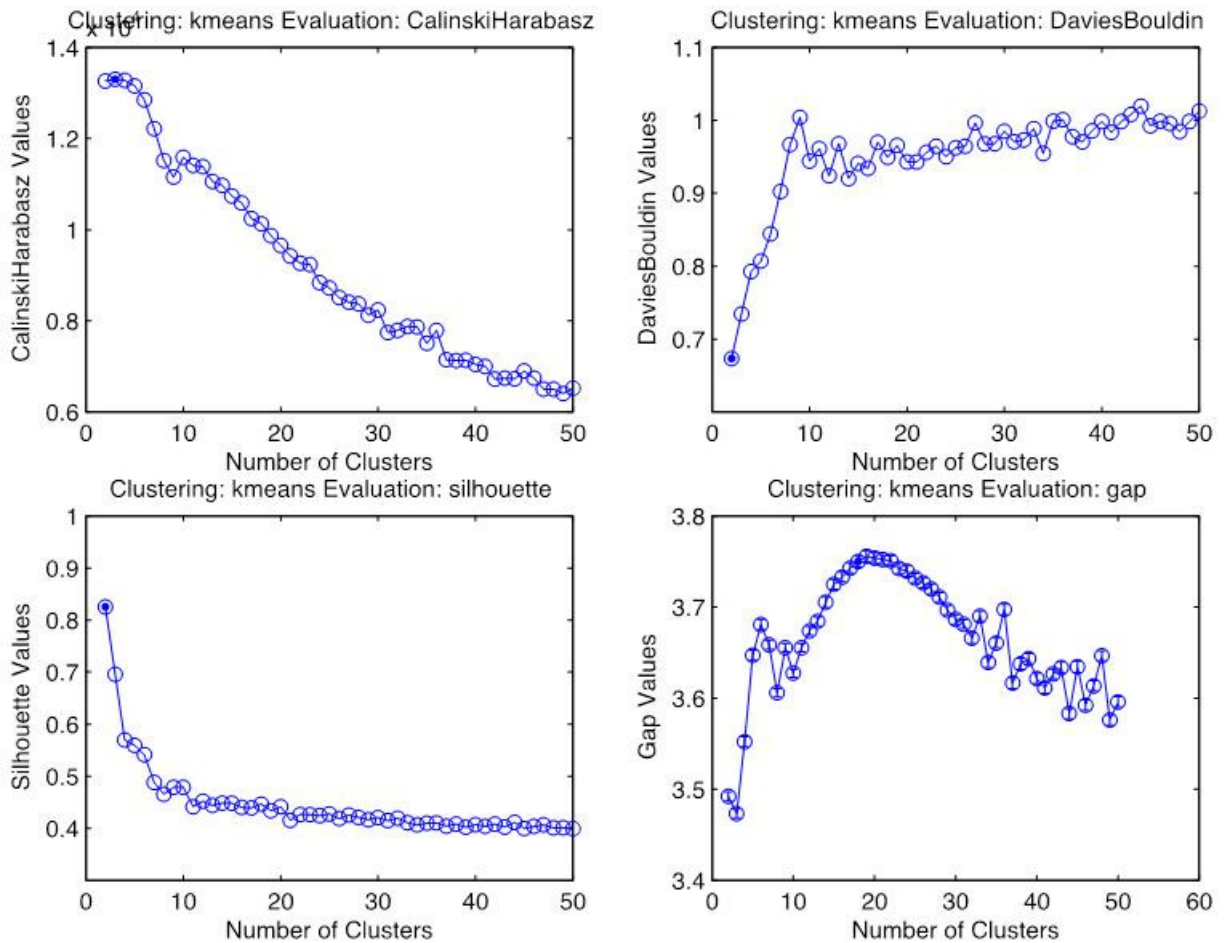 Clustering: kmeans Evaluation: CalinskiHarabasz
x 10⁴
1.4
1.2
1
0.8
0.6
CalinskiHarabasz Values
0 10 20 30 40 50
Number of Clusters
Clustering: kmeans Evaluation: DaviesBouldin
1.1
1
0.9
0.8
0.7
DaviesBouldin Values
0 10 20 30 40 50
Number of Clusters
Clustering: kmeans Evaluation: silhouette
1
0.9
0.8
0.7
0.6
0.5
0.4
Silhouette Values
0 10 20 30 40 50
Number of Clusters
Clustering: kmeans Evaluation: gap
3.8
3.7
3.6
3.5
3.4
Gap Values
0 10 20 30 40 50 60
Number of Clusters